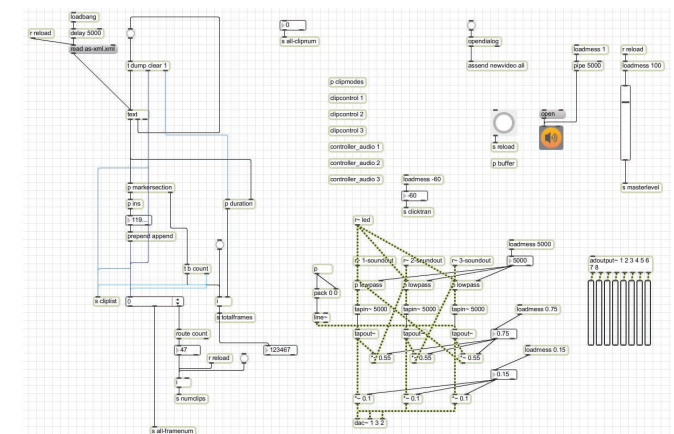 loadbang
r reload
delay 5000
read as-xml.xml
t dump clear 1
text
p markersection
p ins
119...
prepend append
p duration
t b count
s cliplist
0
s totalframes
route count
47
r reload
123467
i
s numclips
s all-framenum
0
s all-clipnum
p clipmodes
clipcontrol 1
clipcontrol 2
clipcontrol 3
controller_audio 1
controller_audio 2
controller_audio 3
loadmess -60
-60
s clicktran
opendialog
assend newvideo all
s reload
p buffer
loadmess 1
pipe 5000
open
r reload
loadmess 100
s masterlevel
r~ led
r~ 1-soundout
r~ 2-soundout
r~ 3-soundout
loadmess 5000
5000
p
pack 0 0
line~
p lowpass
p lowpass
p lowpass
tapin~ 5000
tapin~ 5000
tapin~ 5000
loadmess 0.75
tapout~
tapout~
tapout~
0.75
*~ 0.55
*~ 0.55
*~ 0.55
loadmess 0.15
0.15
*~ 0.1
*~ 0.1
*~ 0.1
dac~ 1 3 2
adoutput~ 1 2 3 4 5 6
7 8